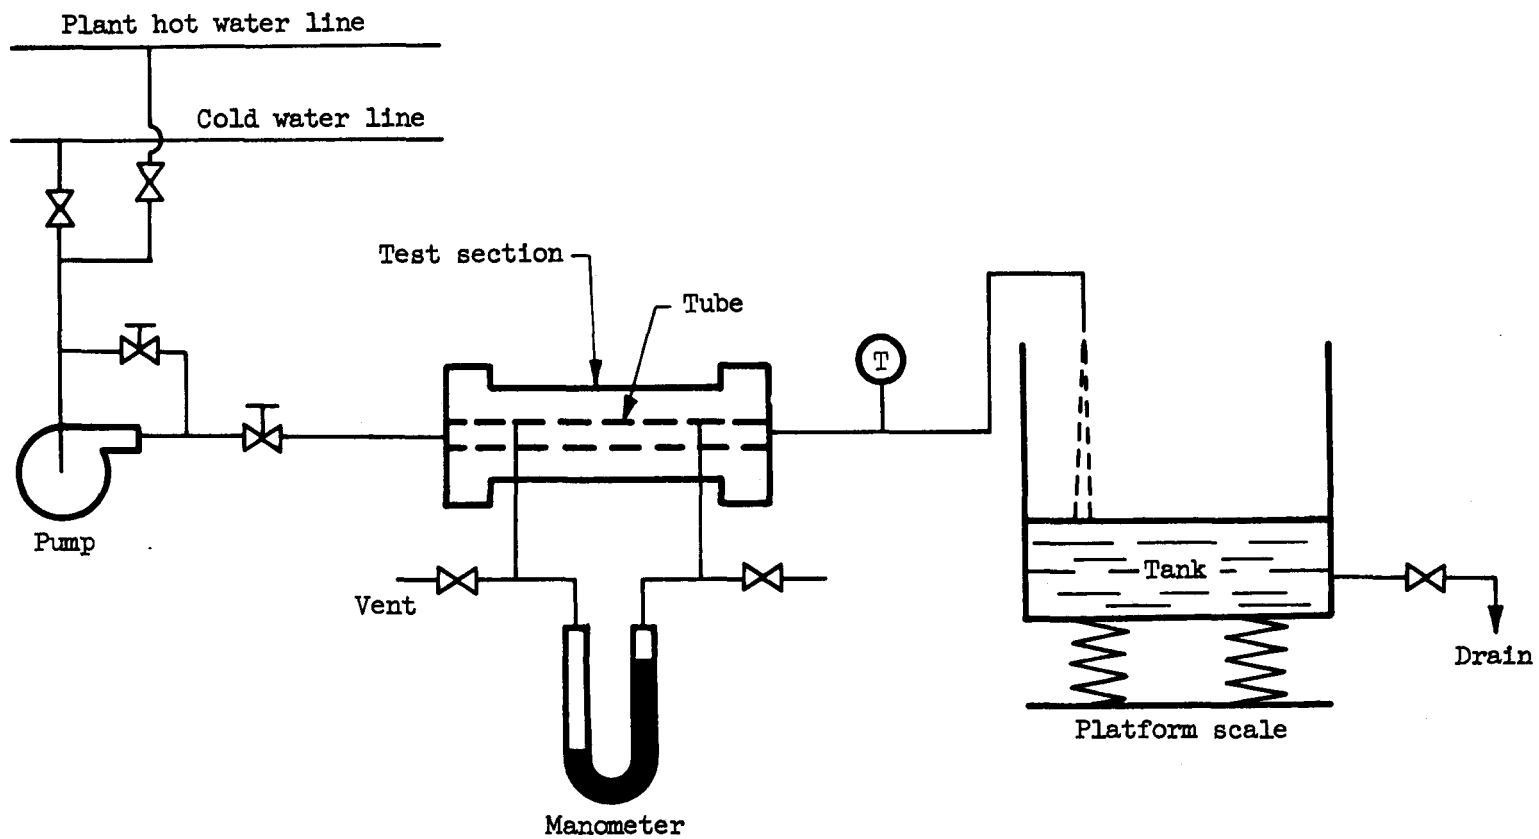 Plant hot water line
Cold water line
Test section
Tube
T
Pump
Vent
Tank
Drain
Platform scale
Manometer